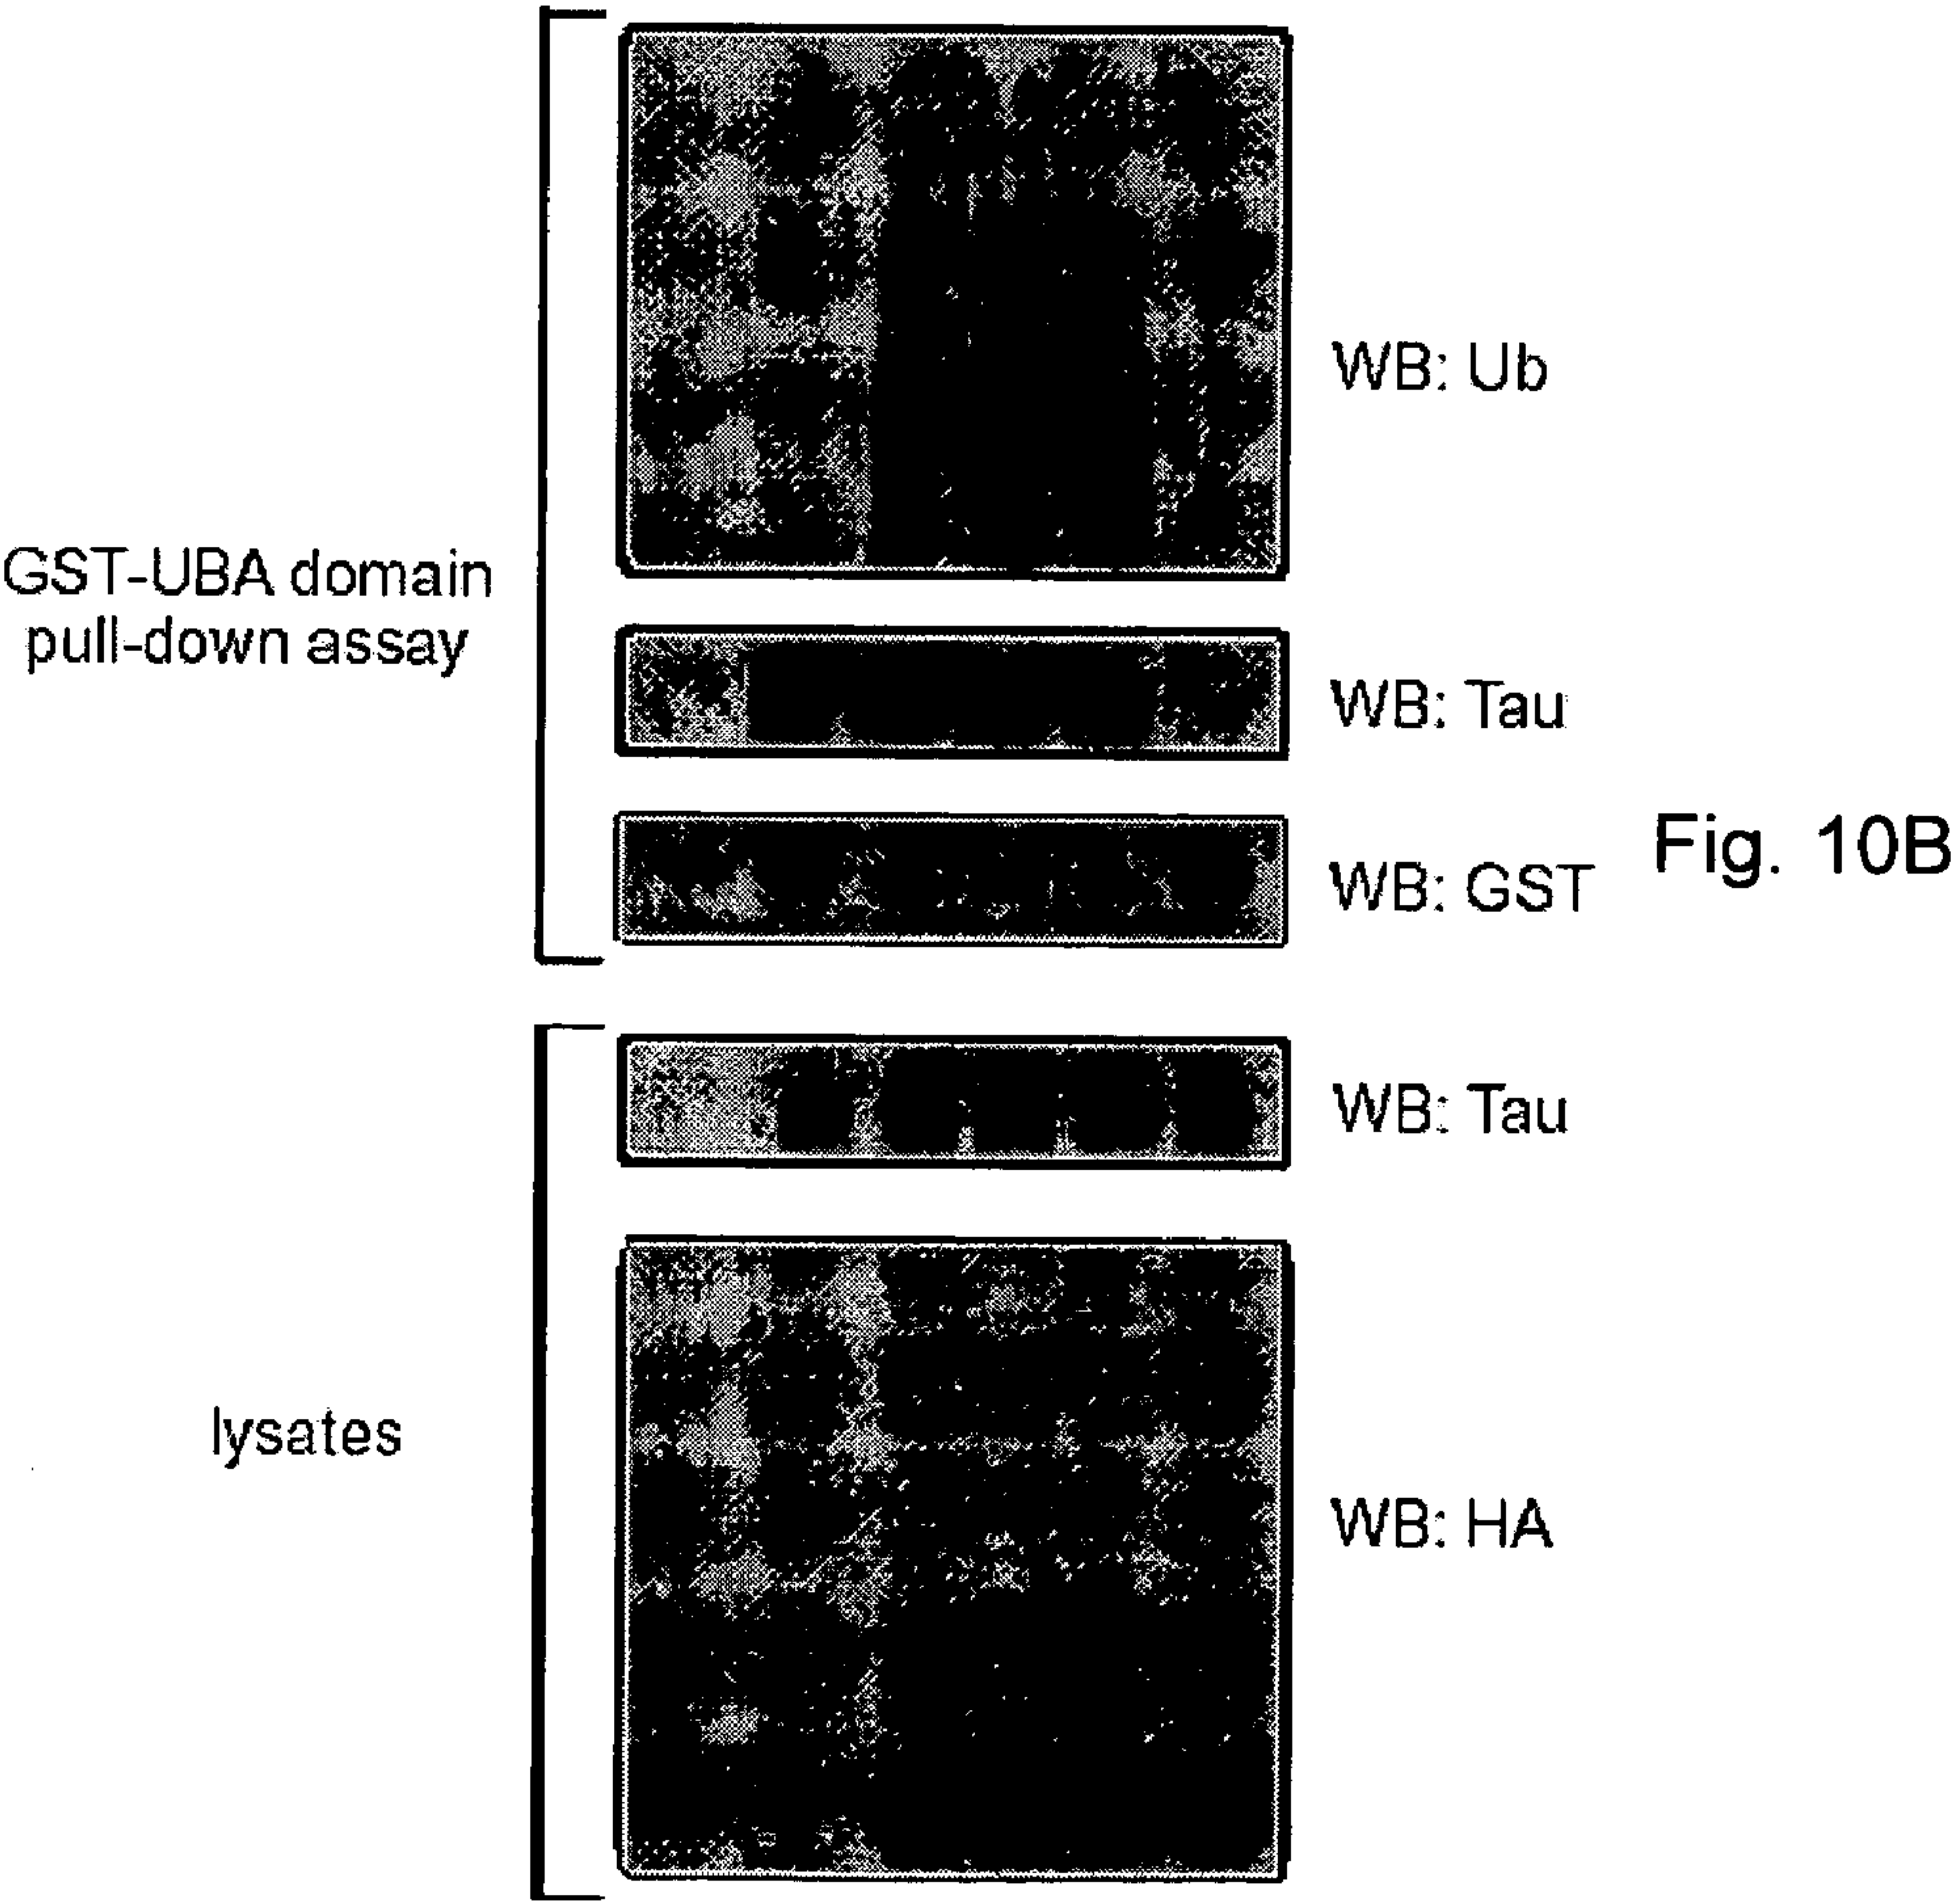 WB: Ub
GST-UBA domain
pull-down assay
WB: Tau
WB: GST
Fig. 10B
WB: Tau
lysates
WB: HA